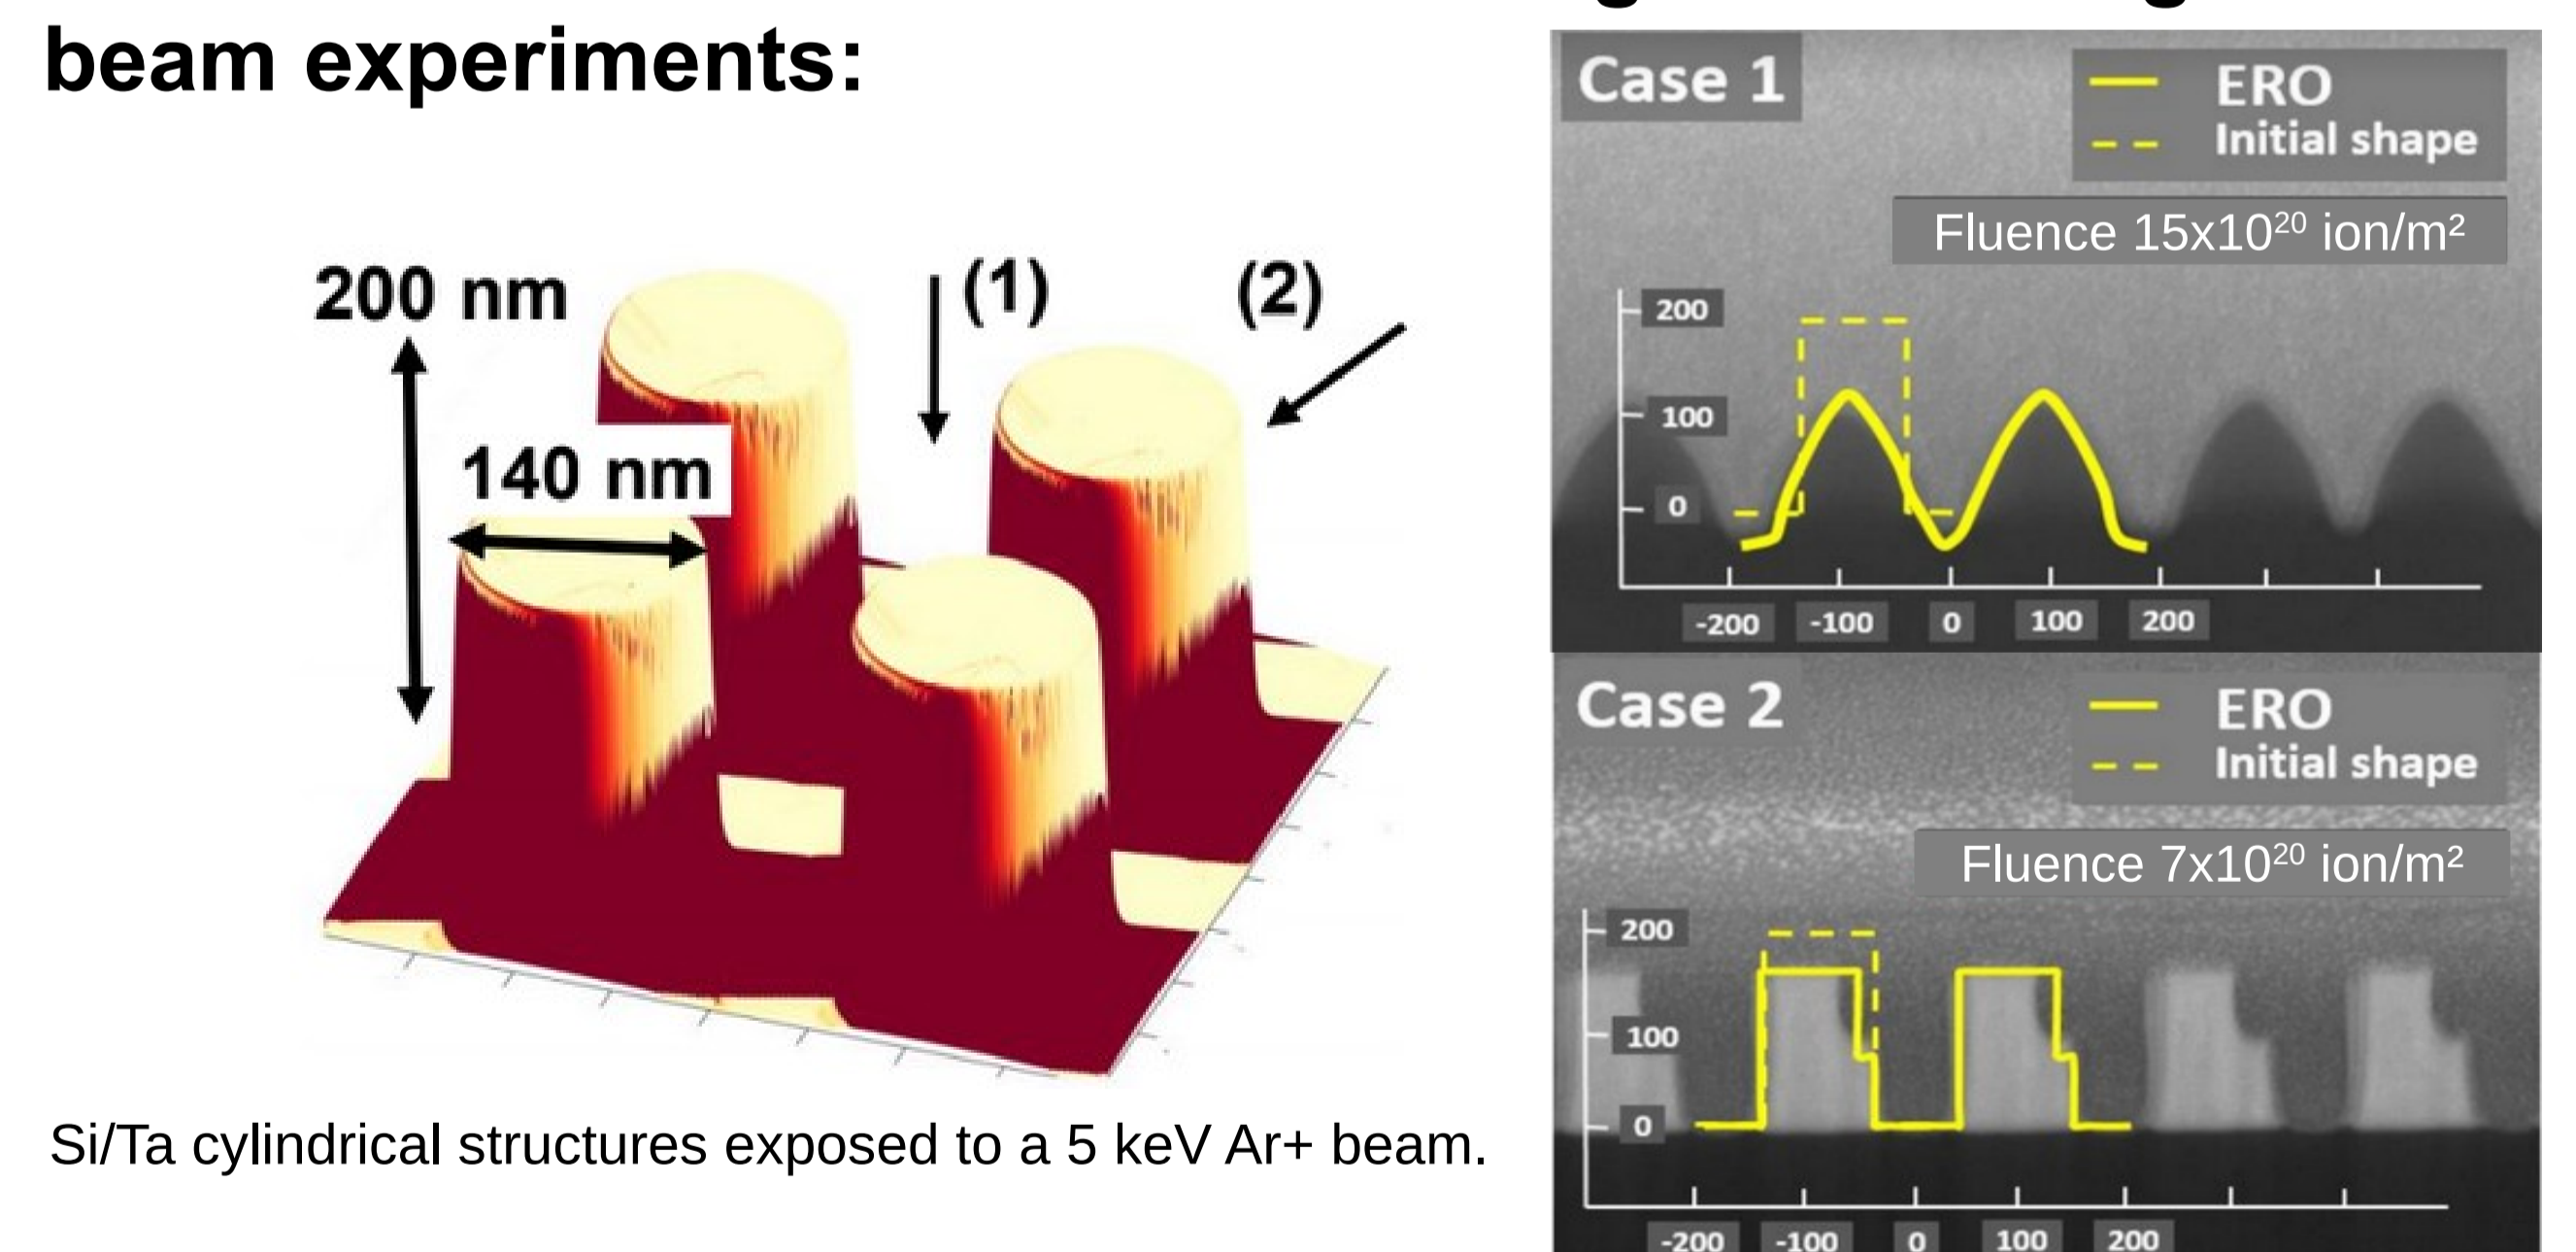 beam experiments:
200 nm
140 nm
(1)
(2)
Si/Ta cylindrical structures exposed to a 5 keV Ar+ beam.
Case 1
ERO
Initial shape
Fluence 15x10²⁰ ion/m²
200
100
0
-200 -100 0 100 200
Case 2
ERO
Initial shape
Fluence 7x10²⁰ ion/m²
200
100
0
-200 -100 0 100 200